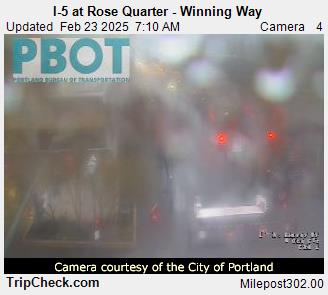 I-5 at Rose Quarter - Winning Way
Updated Feb 23 2025 7:10 AM Camera 4
PBOT
PORTLAND BUREAU OF TRANSPORTATION
Camera courtesy of the City of Portland
TripCheck.com Milepost302.00